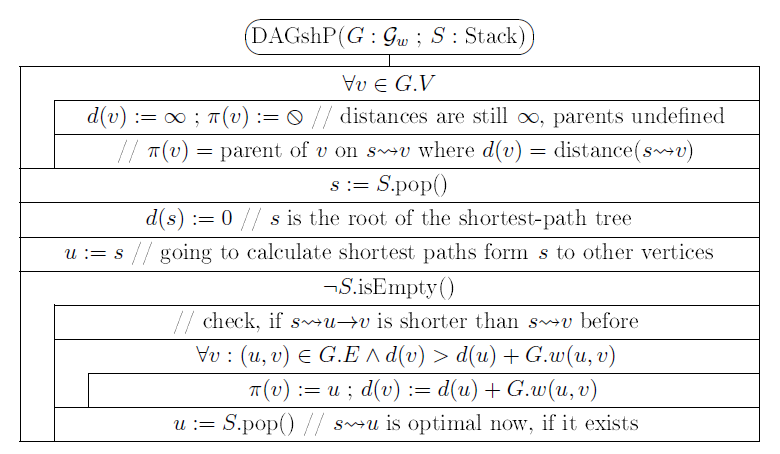 DAGshP(G : 𝒢w ; S : Stack)
∀v ∈ G.V
d(v) := ∞ ; π(v) := ⦸ // distances are still ∞, parents undefined
// π(v) = parent of v on s⇝v where d(v) = distance(s⇝v)
s := S.pop()
d(s) := 0 // s is the root of the shortest-path tree
u := s // going to calculate shortest paths form s to other vertices
¬S.isEmpty()
// check, if s⇝u→v is shorter than s⇝v before
∀v : (u, v) ∈ G.E ∧ d(v) > d(u) + G.w(u, v)
π(v) := u ; d(v) := d(u) + G.w(u, v)
u := S.pop() // s⇝u is optimal now, if it exists